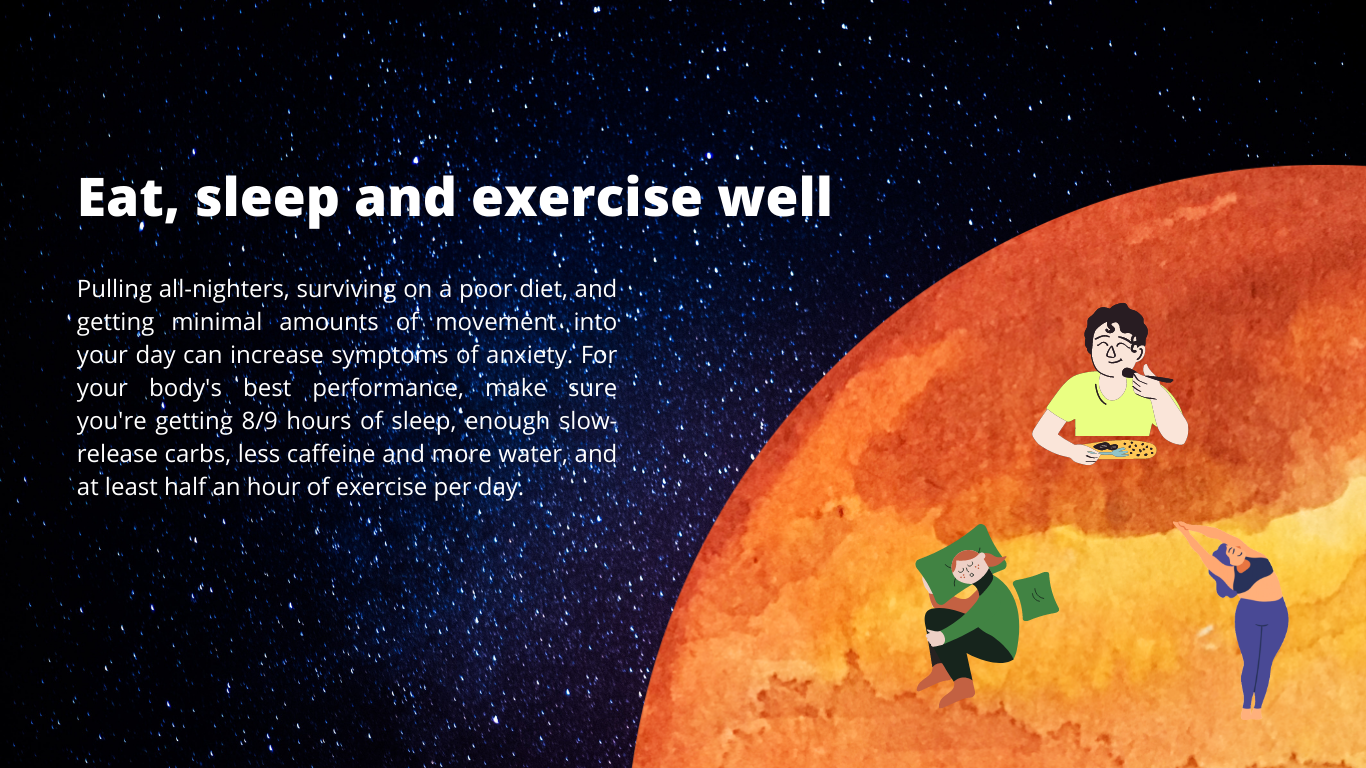 Eat, sleep and exercise well
Pulling all-nighters, surviving on a poor diet, and
getting minimal amounts of movement into
your day can increase symptoms of anxiety. For
your body's best performance, make sure
you're getting 8/9 hours of sleep, enough slow-
release carbs, less caffeine and more water, and
at least half an hour of exercise per day.